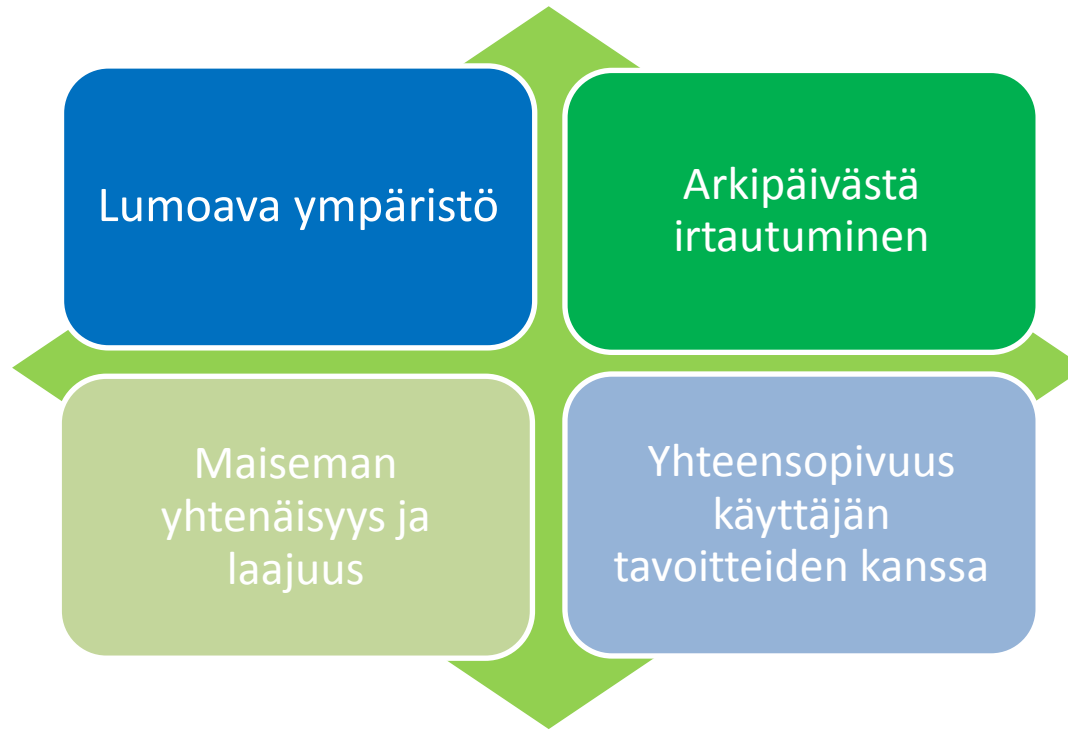 Lumoava ympäristö
Arkipäivästä
irtautuminen
Maiseman
yhtenäisyys ja
laajuus
Yhteensopivuus
käyttäjän
tavoitteiden kanssa